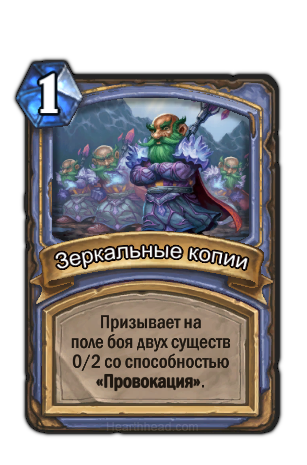 1
Зеркальные копии
Призывает на
поле боя двух существ
0/2 со способностью
«Провокация».
Hearthhead.com